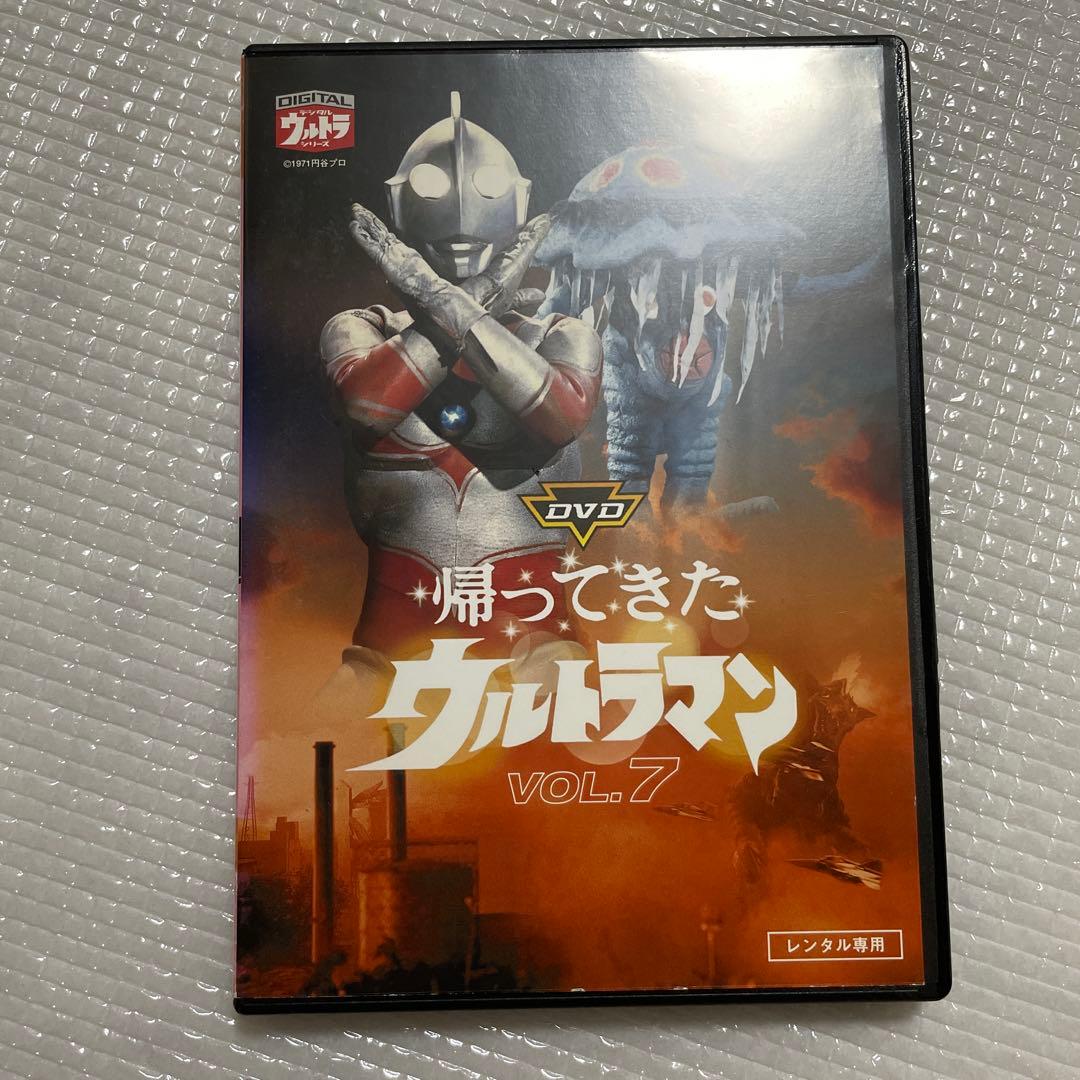 DIGITAL
デジタル
ウルトラ
シリーズ
©1971円谷プロ
DVD
帰ってきた
ウルトラマン
VOL.7
レンタル専用